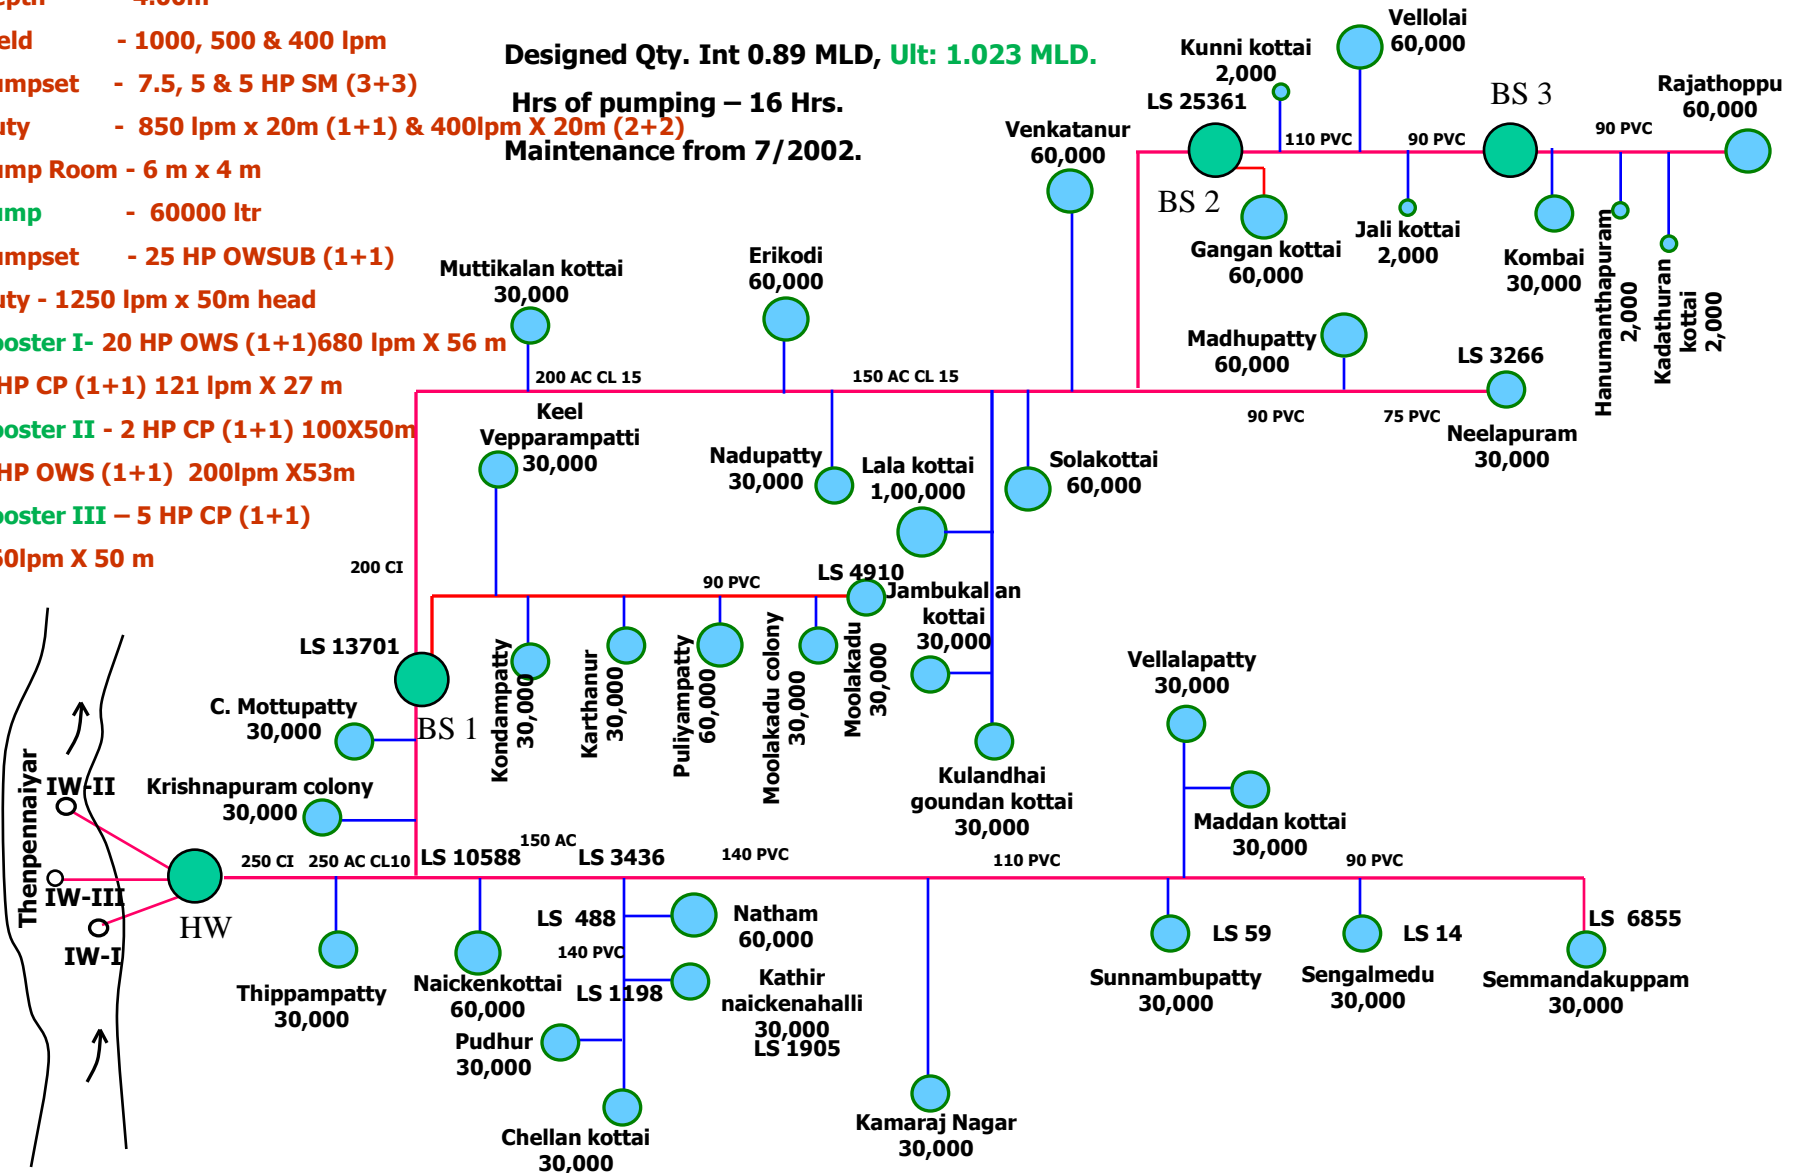 epth - 4.00m
eld - 1000, 500 & 400 lpm
umpset - 7.5, 5 & 5 HP SM (3+3)
uty - 850 lpm x 20m (1+1) & 400lpm X 20m (2+2)
ump Room - 6 m x 4 m
ump - 60000 ltr
umpset - 25 HP OWSUB (1+1)
uty - 1250 lpm x 50m head
ooster I- 20 HP OWS (1+1)680 lpm X 56 m
HP CP (1+1) 121 lpm X 27 m
ooster II - 2 HP CP (1+1) 100X50m
HP OWS (1+1) 200lpm X53m
ooster III – 5 HP CP (1+1)
60lpm X 50 m
Designed Qty. Int 0.89 MLD, Ult: 1.023 MLD.
Hrs of pumping – 16 Hrs.
Maintenance from 7/2002.
Vellolai
60,000
Kunni kottai
2,000
LS 25361
BS 3
Rajathoppu
60,000
Venkatanur
60,000
110 PVC
90 PVC
90 PVC
BS 2
Gangan kottai
60,000
Jali kottai
2,000
Kombai
30,000
Hanumanthapuram
2,000
Kadathuran
kottai
2,000
Muttikalan kottai
30,000
Erikodi
60,000
Madhupatty
60,000
LS 3266
200 AC CL 15
150 AC CL 15
90 PVC
75 PVC
Neelapuram
30,000
Keel
Vepparampatti
30,000
Nadupatty
30,000
Lala kottai
1,00,000
Solakottai
60,000
200 CI
90 PVC
LS 4910
Jambukalan
kottai
30,000
LS 13701
BS 1
Kondampatty
30,000
Karthanur
30,000
Puliyampatty
60,000
Moolakadu colony
30,000
Moolakadu
30,000
C. Mottupatty
30,000
Krishnapuram colony
30,000
Kulandhai
goundan kottai
30,000
Vellalapatty
30,000
Maddan kottai
30,000
Thenpennaiyar
IW-II
IW-III
IW-I
HW
250 CI
250 AC CL10
LS 10588
150 AC
LS 3436
140 PVC
110 PVC
90 PVC
Thippampatty
30,000
Naickenkottai
60,000
LS 488
Natham
60,000
140 PVC
LS 1198
Kathir
naickenahalli
30,000
LS 1905
Pudhur
30,000
Chellan kottai
30,000
Kamaraj Nagar
30,000
LS 59
Sunnambupatty
30,000
LS 14
Sengalmedu
30,000
LS 6855
Semmandakuppam
30,000